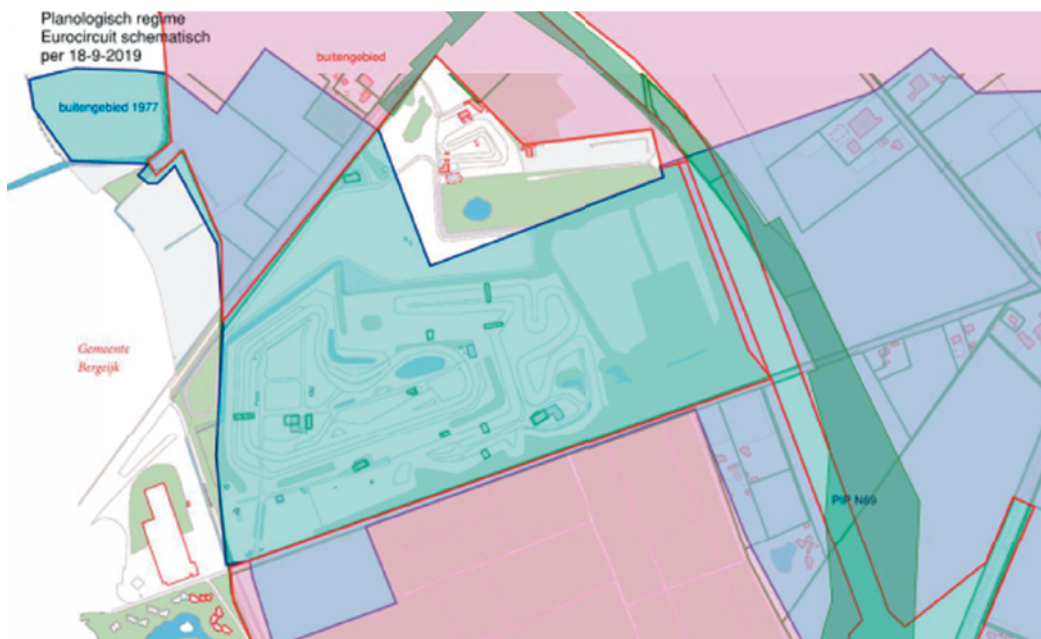 Planologisch regime
Eurocircuit schematisch
per 18-9-2019
buitengebied
buitengebied 1977
Gemeente
Bergeijk
PIP N69